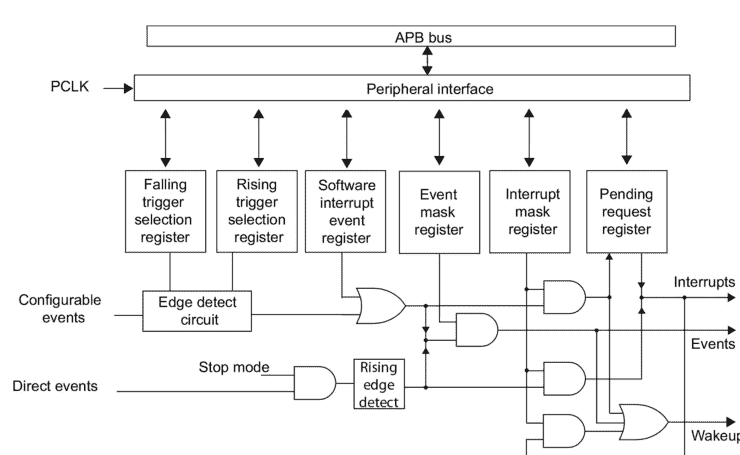 APB bus
PCLK
Peripheral interface
Falling
trigger
selection
register
Rising
trigger
selection
register
Software
interrupt
event
register
Event
mask
register
Interrupt
mask
register
Pending
request
register
Interrupts
Configurable
events
Edge detect
circuit
Events
Stop mode
Rising
edge
detect
Direct events
Wakeup